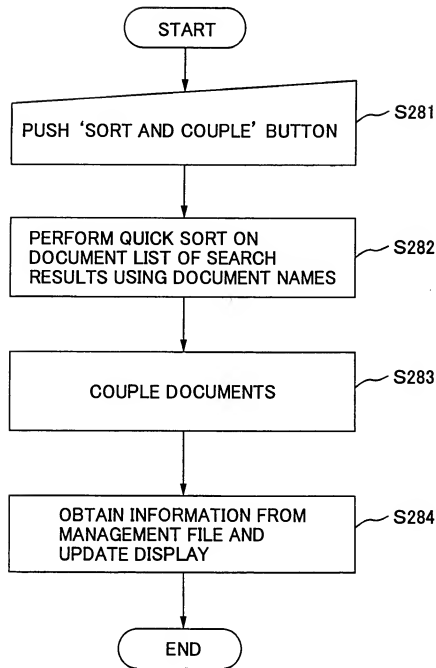 START
PUSH ‘SORT AND COUPLE’ BUTTON
S281
PERFORM QUICK SORT ON
DOCUMENT LIST OF SEARCH
RESULTS USING DOCUMENT NAMES
S282
COUPLE DOCUMENTS
S283
OBTAIN INFORMATION FROM
MANAGEMENT FILE AND
UPDATE DISPLAY
S284
END